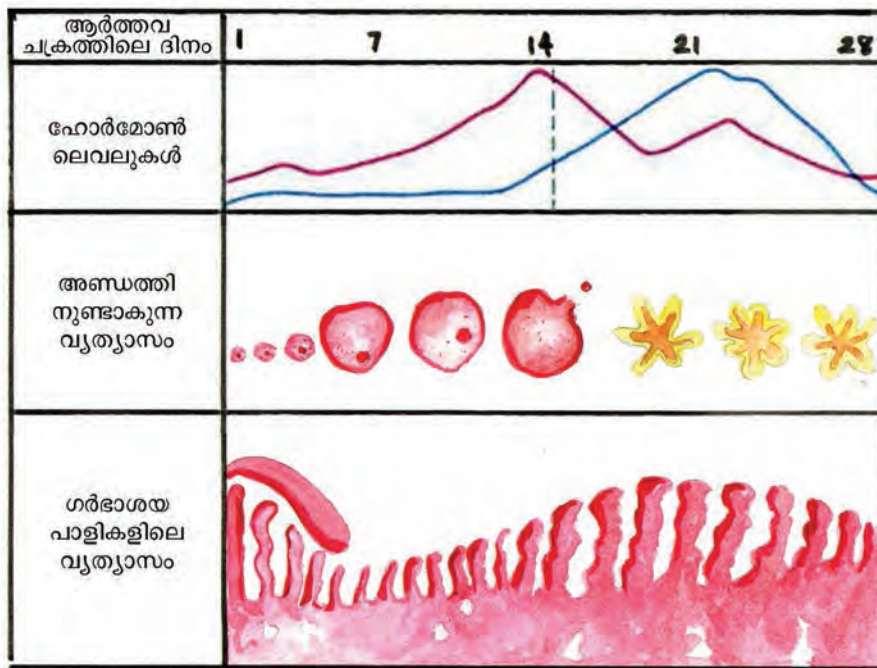 ആർത്തവ
ചക്രത്തിലെ ദിനം
1 7 14 21 28
ഹോർമോൺ
ലെവലുകൾ
അണ്ഡത്തി
നുണ്ടാകുന്ന
വ്യത്യാസം
ഗർഭാശയ
പാളികളിലെ
വ്യത്യാസം